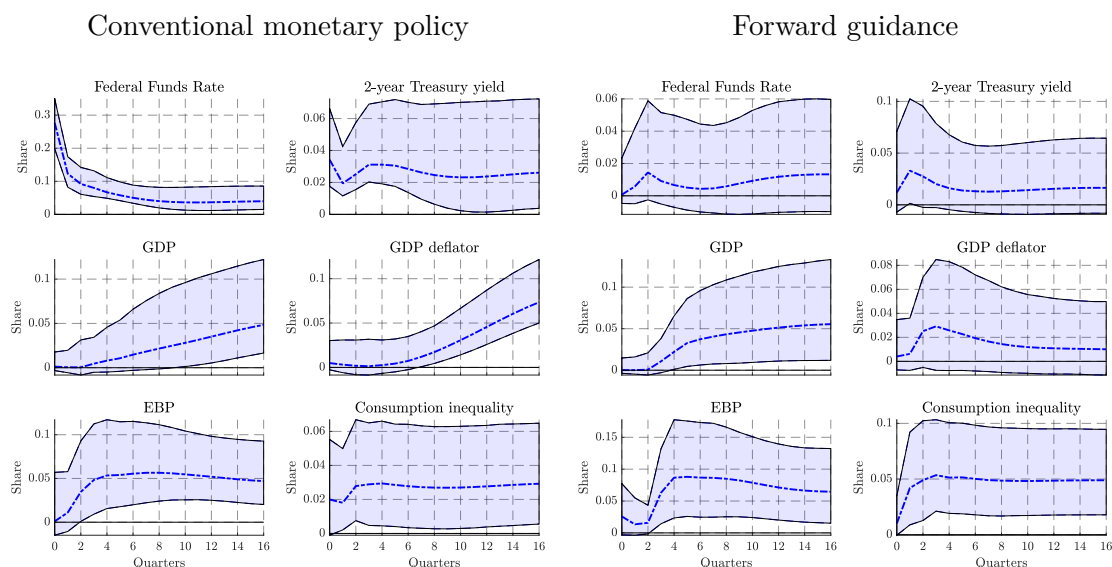 Conventional monetary policy
Forward guidance
Federal Funds Rate
2-year Treasury yield
Federal Funds Rate
2-year Treasury yield
Share
0.3
0.2
0.1
0
Share
0.06
0.04
0.02
0
Share
0.06
0.04
0.02
0
Share
0.1
0.05
0
GDP
GDP deflator
GDP
GDP deflator
Share
0.1
0.05
0
Share
0.1
0.05
0
Share
0.1
0.05
0
Share
0.08
0.06
0.04
0.02
0
EBP
Consumption inequality
EBP
Consumption inequality
Share
0.1
0.05
0
Share
0.06
0.04
0.02
0
Share
0.15
0.1
0.05
0
Share
0.1
0.05
0
0 2 4 6 8 10 12 14 16
0 2 4 6 8 10 12 14 16
0 2 4 6 8 10 12 14 16
0 2 4 6 8 10 12 14 16
Quarters
Quarters
Quarters
Quarters